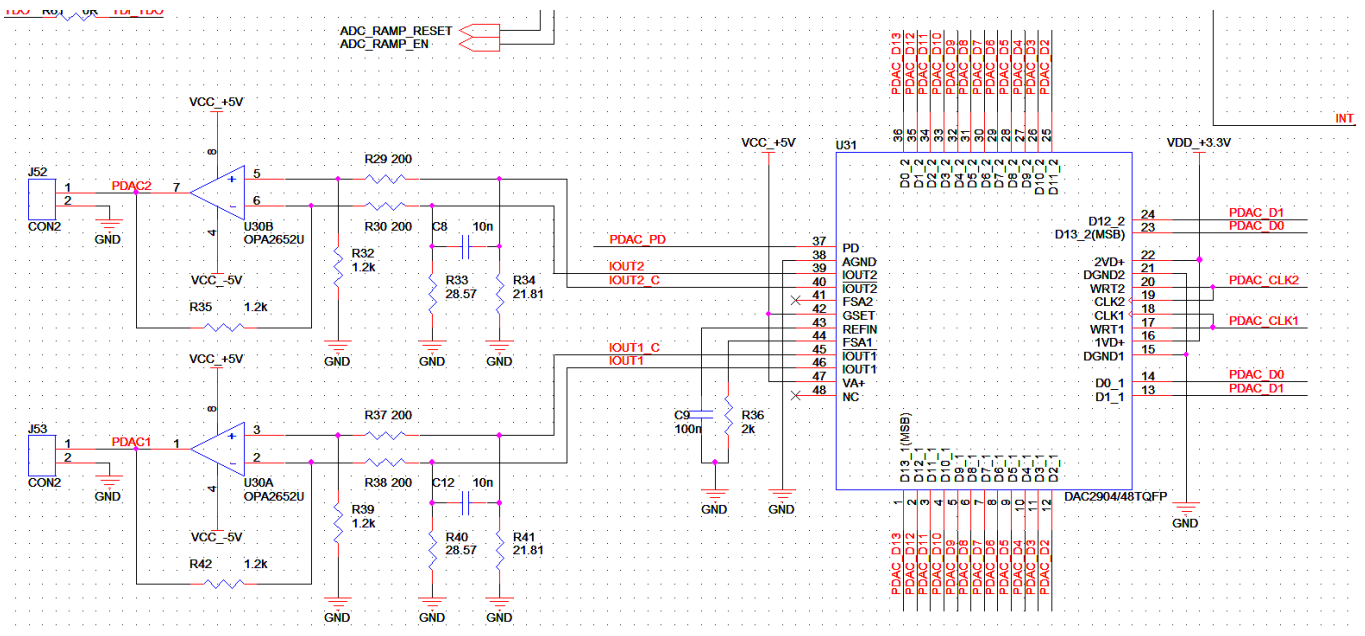 TDO R61 0R TDI_TDO
ADC_RAMP_RESET
ADC_RAMP_EN
PDAC_D13
PDAC_D12
PDAC_D11
PDAC_D10
PDAC_D9
PDAC_D8
PDAC_D7
PDAC_D6
PDAC_D5
PDAC_D4
PDAC_D3
PDAC_D2
INT
VCC_+5V
8
J52
1
2
CON2
PDAC2
7
GND
+
-
5
6
U30B
OPA2652U
4
VCC_-5V
R29 200
R30 200
C8 10n
R32
1.2k
R33
28.57
R34
21.81
R35 1.2k
GND
GND
GND
VCC_+5V
U31
VDD_+3.3V
36
35
34
33
32
31
30
29
28
27
26
25
D0_2
D1_2
D2_2
D3_2
D4_2
D5_2
D6_2
D7_2
D8_2
D9_2
D10_2
D11_2
PDAC_PD 37 PD
38 AGND
IOUT2 39 IOUT2
IOUT2_C 40 IOUT2
41 FSA2
42 GSET
43 REFIN
44 FSA1
IOUT1_C 45 IOUT1
IOUT1 46 IOUT1
47 VA+
48 NC
D12_2 24 PDAC_D1
D13_2(MSB) 23 PDAC_D0
2VD+ 22
DGND2 21
WRT2 20 PDAC_CLK2
CLK2 19
CLK1 18
WRT1 17 PDAC_CLK1
1VD+ 16
DGND1 15
D0_1 14 PDAC_D0
D1_1 13 PDAC_D1
D13_1(MSB)
D12_1
D11_1
D10_1
D9_1
D8_1
D7_1
D6_1
D5_1
D4_1
D3_1
D2_1
DAC2904/48TQFP
1
2
3
4
5
6
7
8
9
10
11
12
PDAC_D13
PDAC_D12
PDAC_D11
PDAC_D10
PDAC_D9
PDAC_D8
PDAC_D7
PDAC_D6
PDAC_D5
PDAC_D4
PDAC_D3
PDAC_D2
C9
100n
R36
2k
GND
GND
GND
VCC_+5V
8
J53
1
2
CON2
PDAC1
1
GND
+
-
3
2
U30A
OPA2652U
4
VCC_-5V
R37 200
R38 200
C12 10n
R39
1.2k
R40
28.57
R41
21.81
R42 1.2k
GND
GND
GND